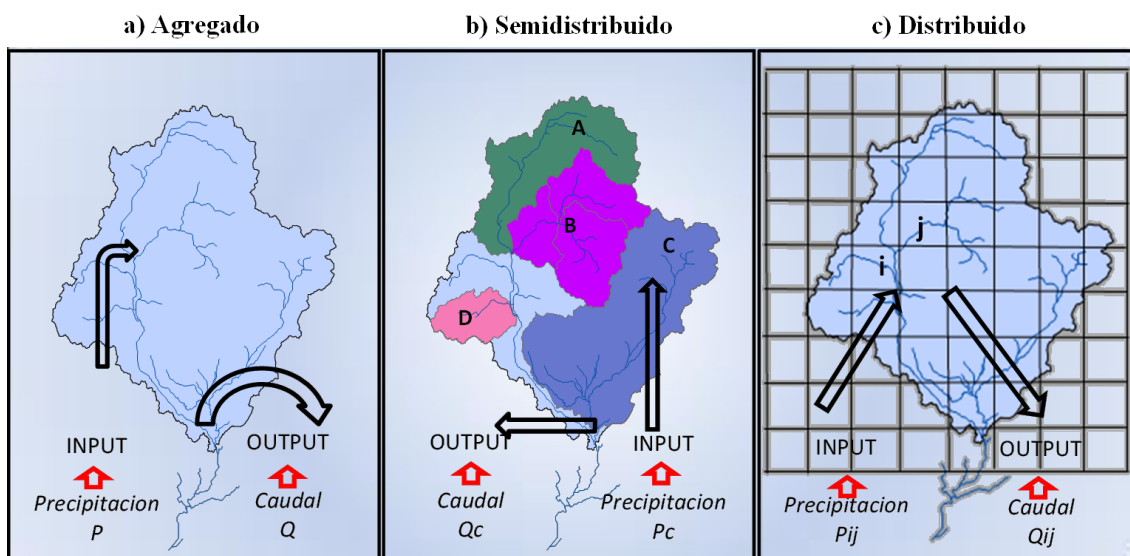 a) Agregado
b) Semidistribuido
c) Distribuido
INPUT
OUTPUT
Precipitacion
P
Caudal
Q
A
B
C
D
OUTPUT
INPUT
Caudal
Qc
Precipitacion
Pc
j
i
INPUT
OUTPUT
Precipitacion
Pij
Caudal
Qij